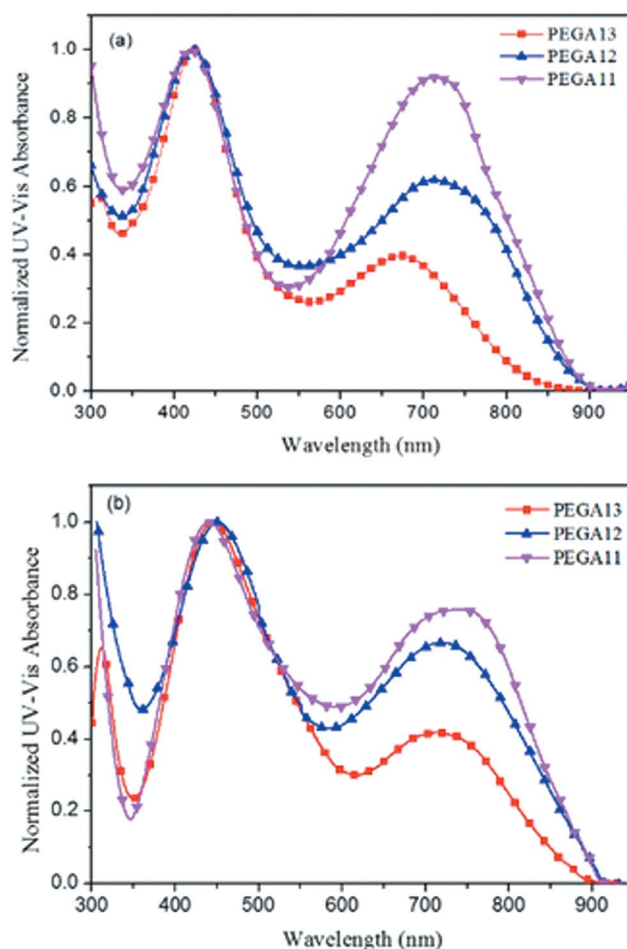 (a)
PEGA13
PEGA12
PEGA11
Normalized UV-Vis Absorbance
1.0
0.8
0.6
0.4
0.2
0.0
300 400 500 600 700 800 900
Wavelength (nm)
(b)
PEGA13
PEGA12
PEGA11
Normalized UV-Vis Absorbance
1.0
0.8
0.6
0.4
0.2
0.0
300 400 500 600 700 800 900
Wavelength (nm)